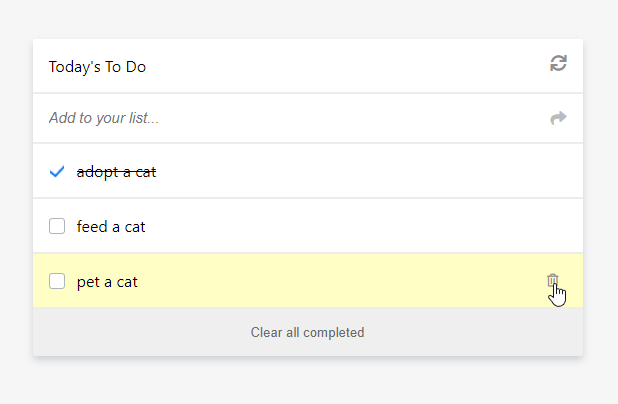 Today's To Do
Add to your list...
adopt a cat
feed a cat
pet a cat
Clear all completed